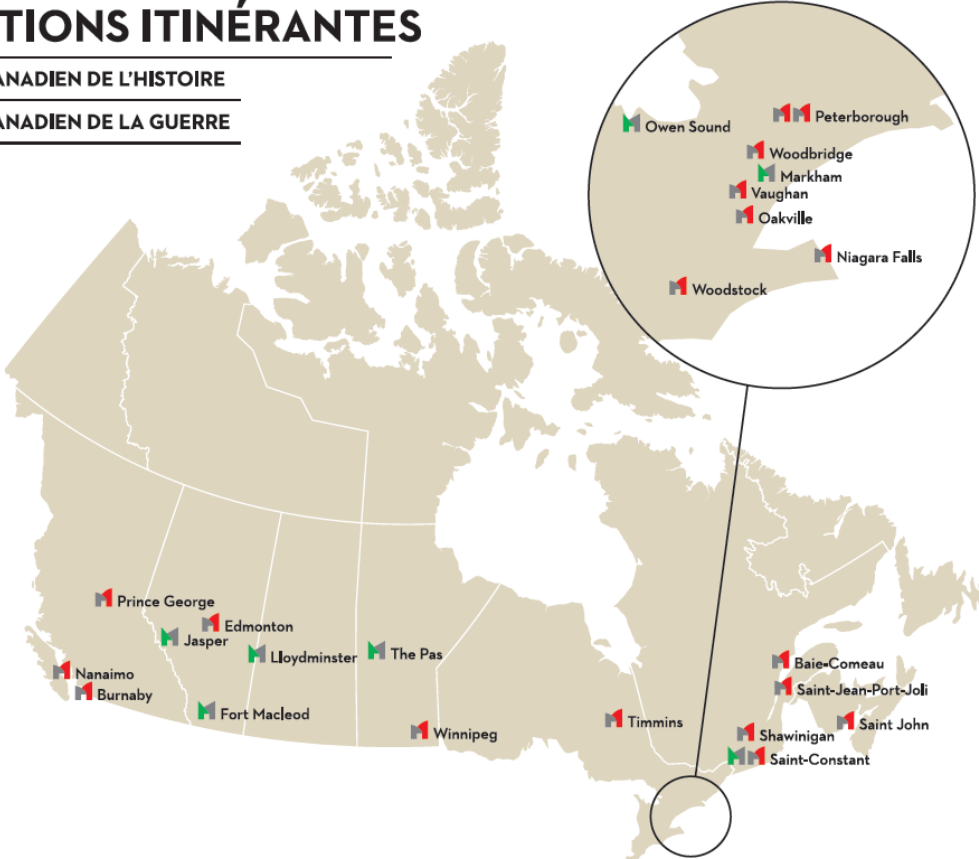 TIONS ITINÉRANTES
ANADIEN DE L'HISTOIRE
ANADIEN DE LA GUERRE
Owen Sound
Peterborough
Woodbridge
Markham
Vaughan
Oakville
Niagara Falls
Woodstock
Prince George
Edmonton
Jasper
Lloydminster
The Pas
Nanaimo
Burnaby
Fort Macleod
Winnipeg
Timmins
Baie-Comeau
Saint-Jean-Port-Joli
Saint John
Shawinigan
Saint-Constant